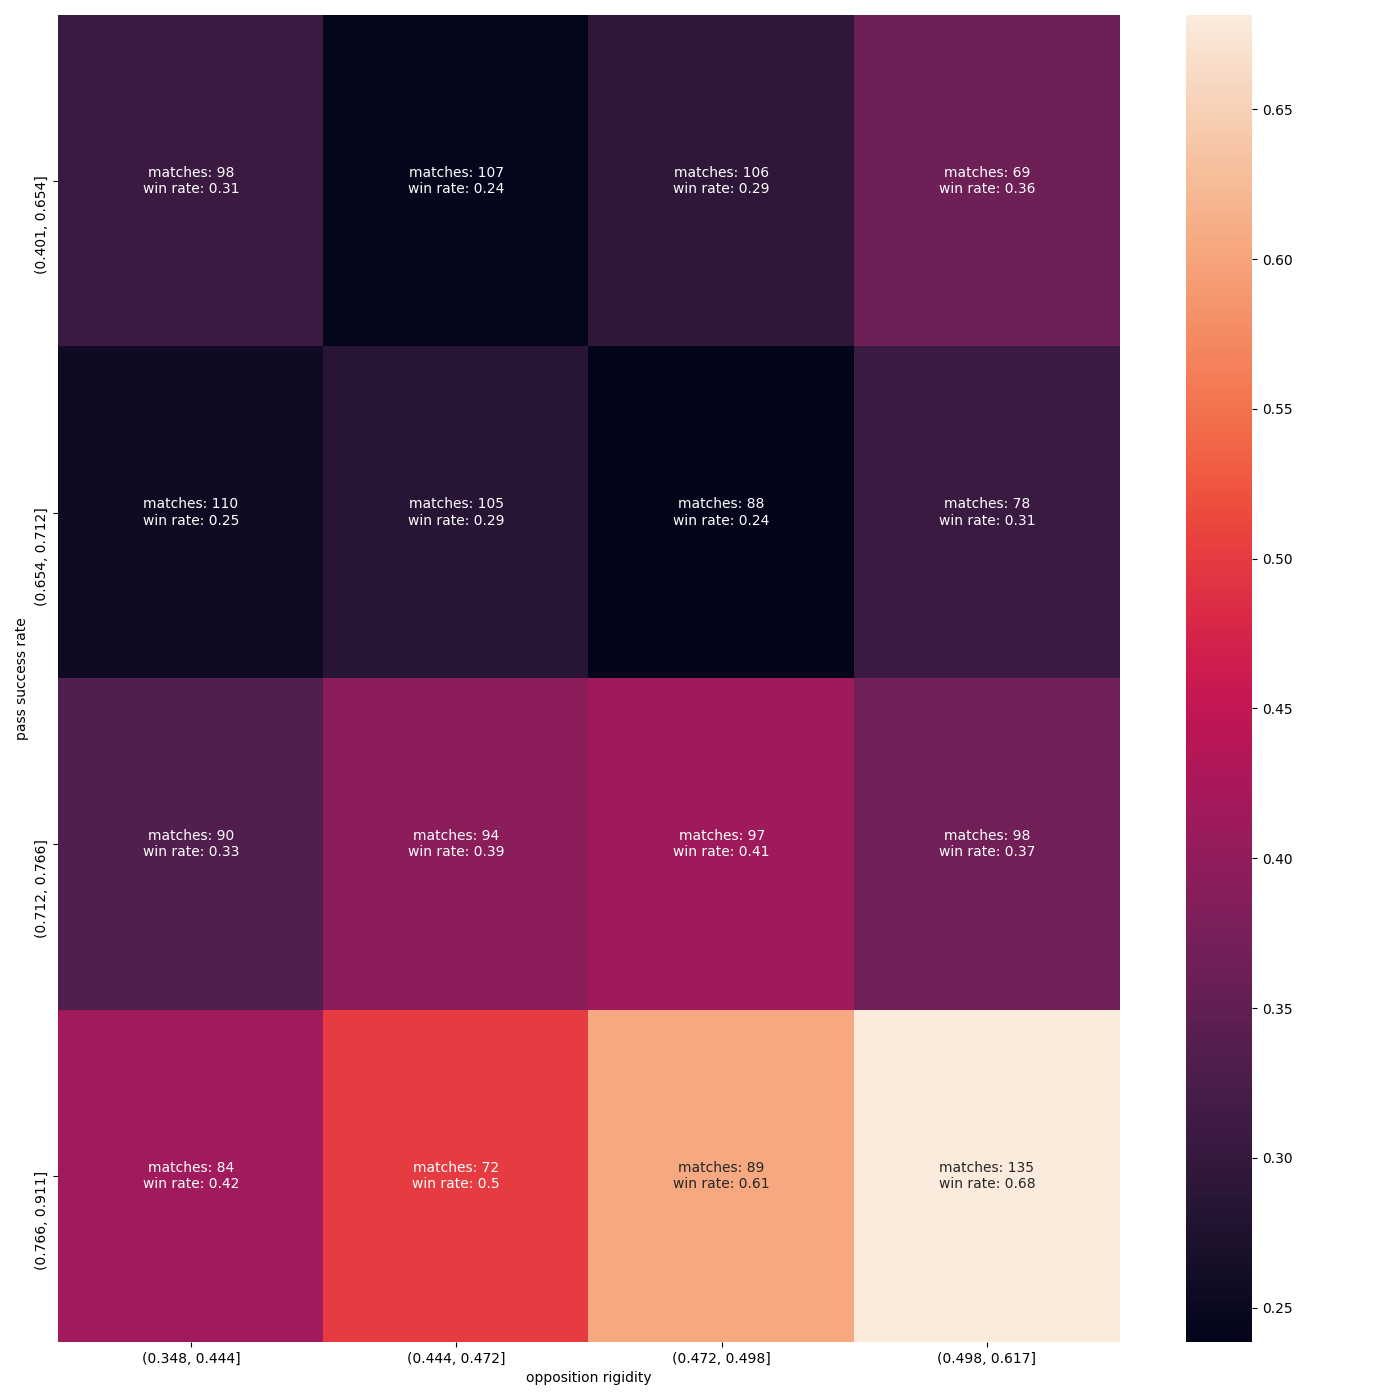 matches: 98
win rate: 0.31
matches: 107
win rate: 0.24
matches: 106
win rate: 0.29
matches: 69
win rate: 0.36
matches: 110
win rate: 0.25
matches: 105
win rate: 0.29
matches: 88
win rate: 0.24
matches: 78
win rate: 0.31
matches: 90
win rate: 0.33
matches: 94
win rate: 0.39
matches: 97
win rate: 0.41
matches: 98
win rate: 0.37
matches: 84
win rate: 0.42
matches: 72
win rate: 0.5
matches: 89
win rate: 0.61
matches: 135
win rate: 0.68
pass success rate
(0.401, 0.654]
(0.654, 0.712]
(0.712, 0.766]
(0.766, 0.911]
(0.348, 0.444]
(0.444, 0.472]
(0.472, 0.498]
(0.498, 0.617]
opposition rigidity
0.65
0.60
0.55
0.50
0.45
0.40
0.35
0.30
0.25